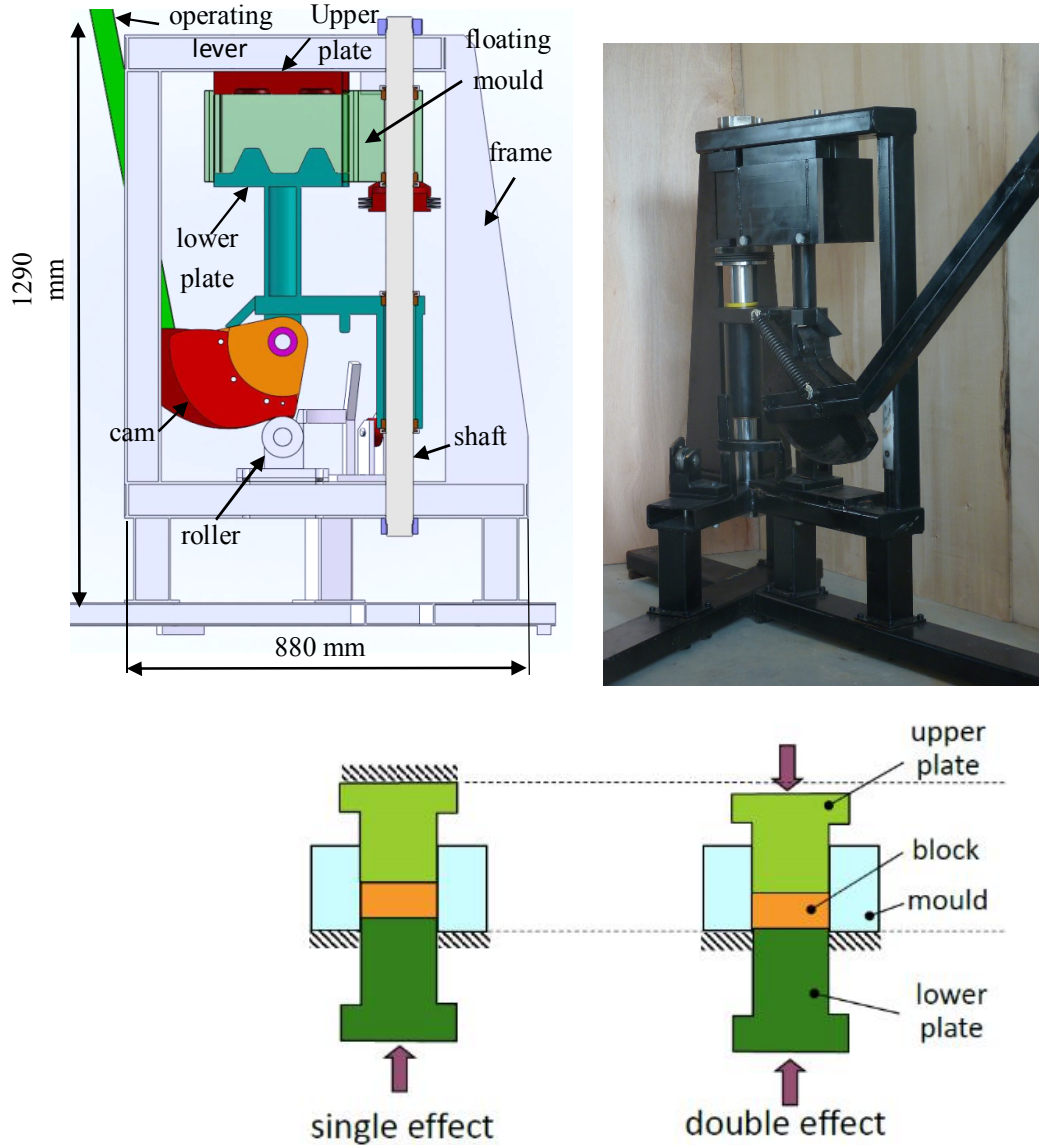 operating
lever
Upper
plate
floating
mould
frame
lower
plate
1290
mm
cam
shaft
roller
880 mm
upper
plate
block
mould
lower
plate
single effect
double effect